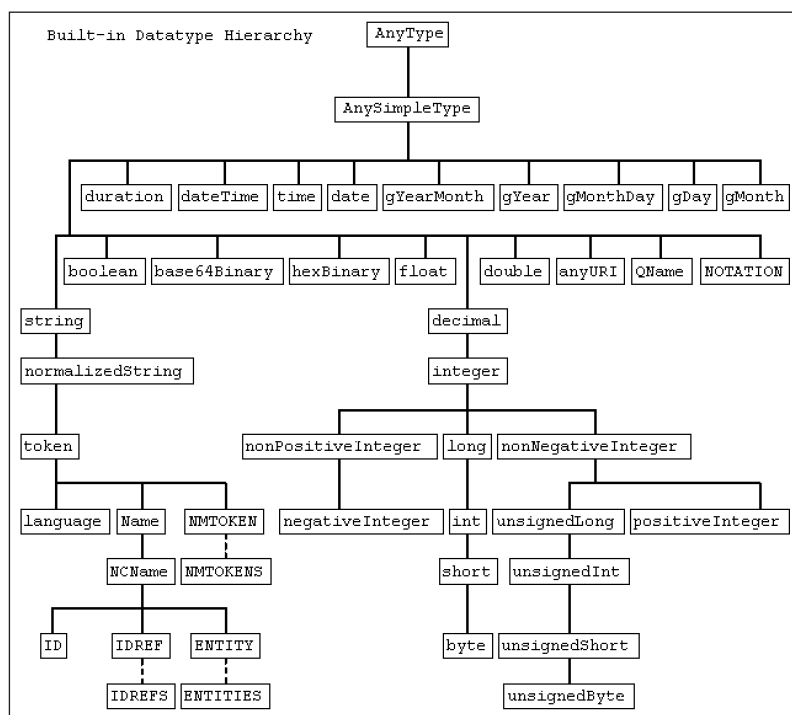 Built-in Datatype Hierarchy AnyType
AnySimpleType
duration dateTime time date gYearMonth gYear gMonthDay gDay gMonth
boolean base64Binary hexBinary float double anyURI QName NOTATION
string decimal
normalizedString integer
token nonPositiveInteger long nonNegativeInteger
language Name NMTOKEN negativeInteger int unsignedLong positiveInteger
NCName NMTOKENS short unsignedInt
ID IDREF ENTITY byte unsignedShort
IDREFS ENTITIES unsignedByte